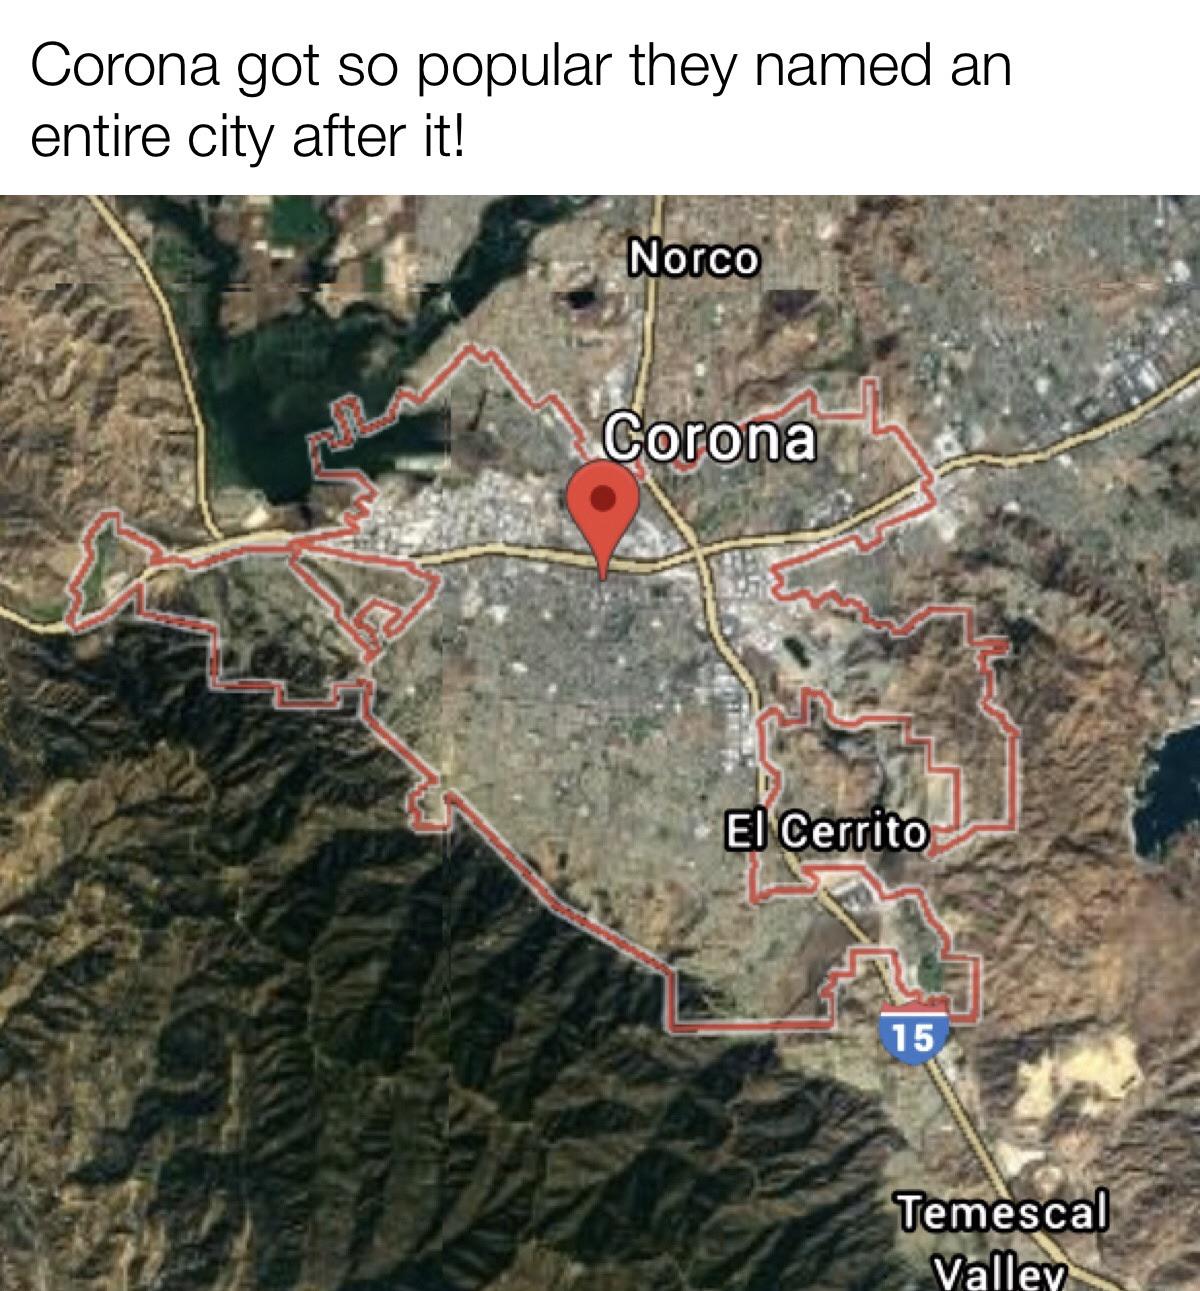 Corona got so popular they named an
entire city after it!
Norco
Corona
El Cerrito
15
Temescal
Valley